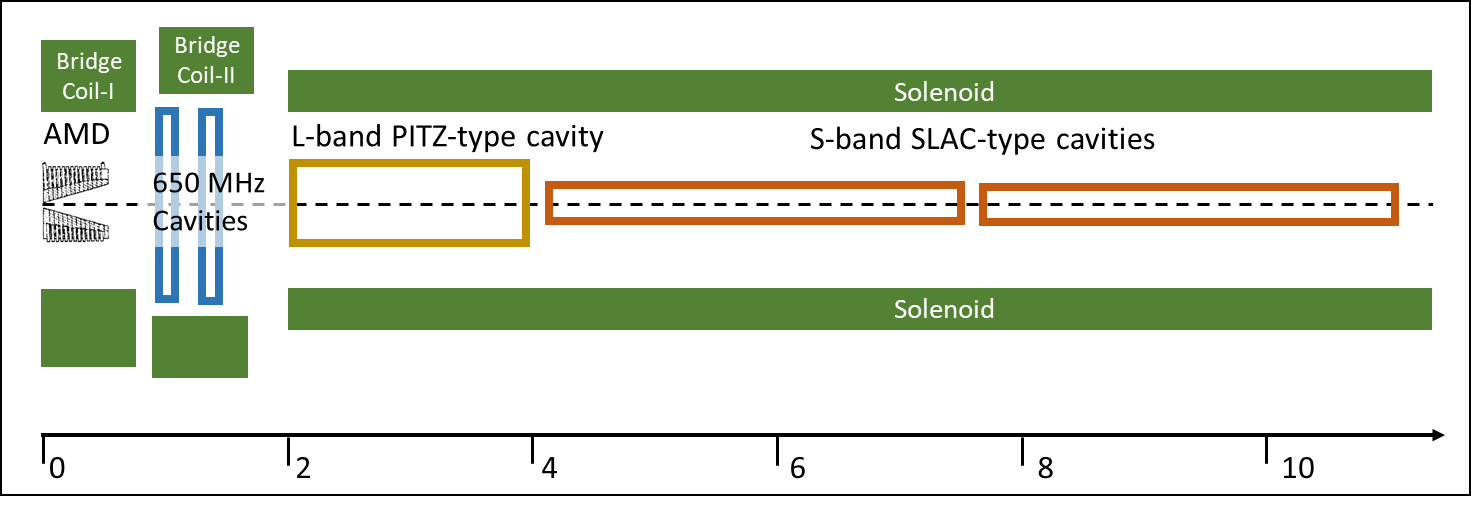 Bridge
Coil-I
Bridge
Coil-II
Solenoid
AMD
L-band PITZ-type cavity
S-band SLAC-type cavities
650 MHz
Cavities
Solenoid
0 2 4 6 8 10